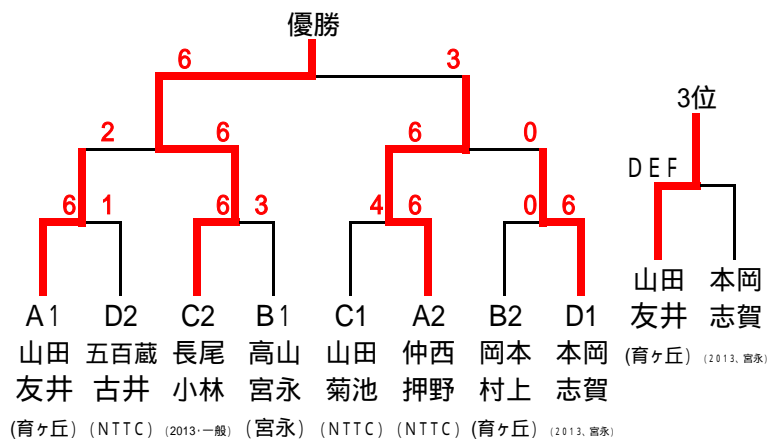 優勝
6 3
3位
2 6 6 0
DEF
6 1 6 3 4 6 0 6
A1 D2 C2 B1 C1 A2 B2 D1
山田 五百蔵 長尾 高山 山田 仲西 岡本 本岡
友井 古井 小林 宮永 菊池 押野 村上 志賀
(育ヶ丘) (NTTC) (2013・一般) (宮永) (NTTC) (NTTC) (育ヶ丘) (2013、宮永)
山田 本岡
友井 志賀
(育ヶ丘) (2013、宮永)